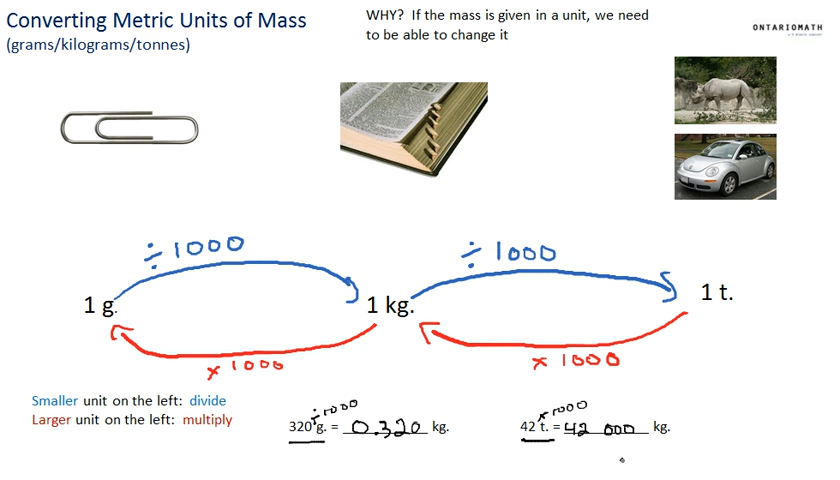 Converting Metric Units of Mass
(grams/kilograms/tonnes)
WHY? If the mass is given in a unit, we need
to be able to change it
ONTARIOMATH
÷ 1000
÷ 1000
1 g.
1 kg.
1 t.
x 1000
x 1000
Smaller unit on the left: divide
Larger unit on the left: multiply
÷1000
320 g. = 0.320 kg.
x 1000
42 t. = 42 000 kg.